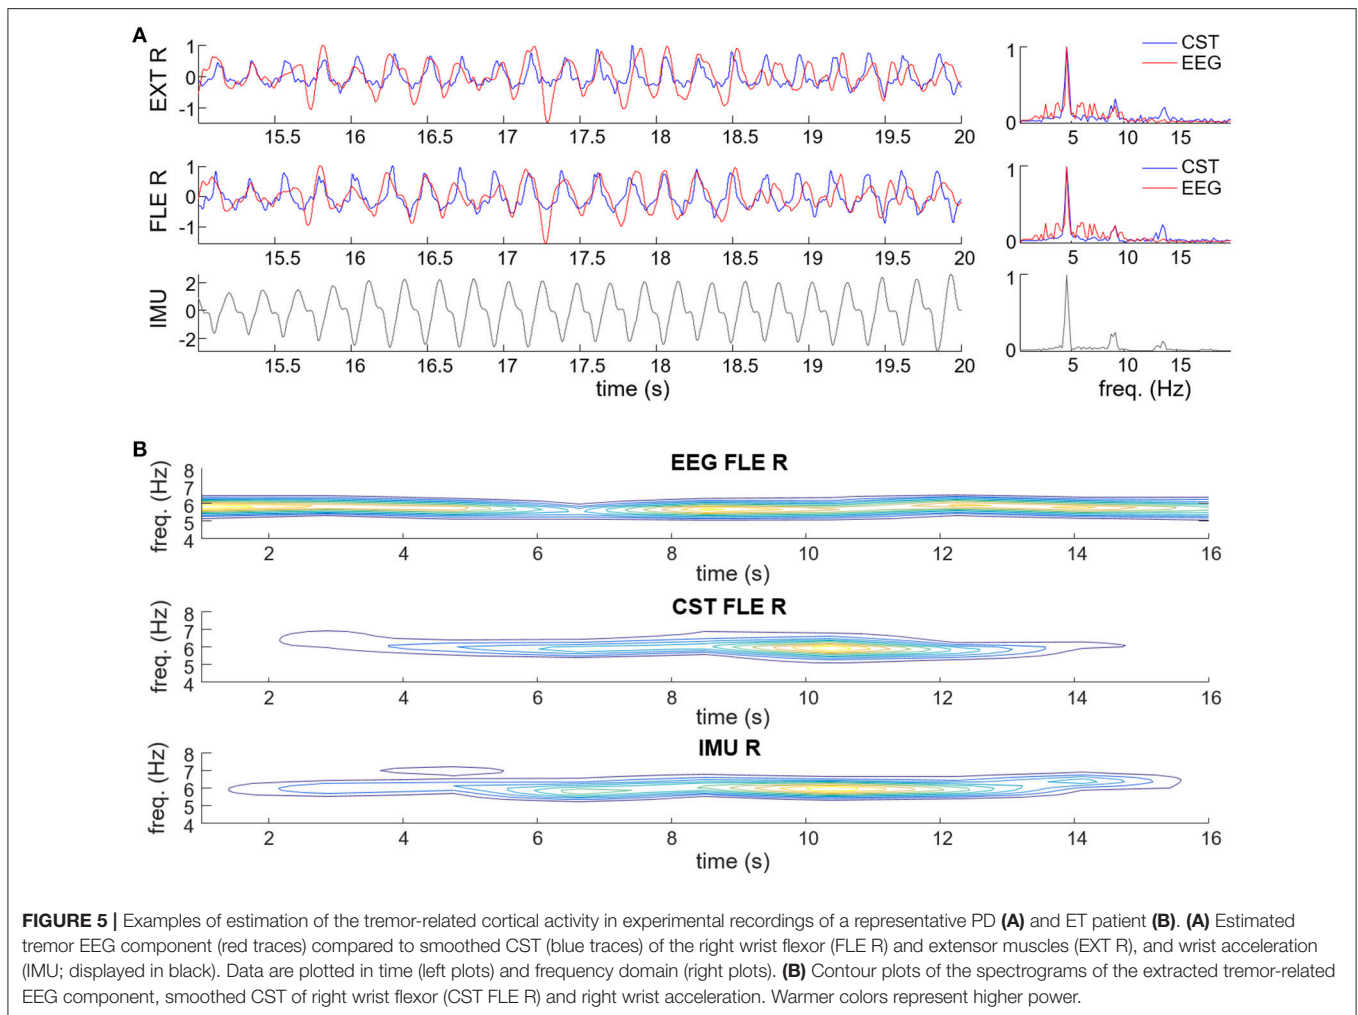 A
EXT R
1
0
-1
15.5 16 16.5 17 17.5 18 18.5 19 19.5 20
1
0
5 10 15
CST
EEG
FLE R
1
0
-1
15.5 16 16.5 17 17.5 18 18.5 19 19.5 20
1
0
5 10 15
CST
EEG
IMU
2
0
-2
15.5 16 16.5 17 17.5 18 18.5 19 19.5 20
time (s)
1
0
5 10 15
freq. (Hz)
B
EEG FLE R
freq. (Hz)
8
7
6
5
4
2 4 6 8 10 12 14 16
time (s)
CST FLE R
freq. (Hz)
8
7
6
5
4
2 4 6 8 10 12 14 16
time (s)
IMU R
freq. (Hz)
8
7
6
5
4
2 4 6 8 10 12 14 16
time (s)
FIGURE 5 | Examples of estimation of the tremor-related cortical activity in experimental recordings of a representative PD (A) and ET patient (B). (A) Estimated
tremor EEG component (red traces) compared to smoothed CST (blue traces) of the right wrist flexor (FLE R) and extensor muscles (EXT R), and wrist acceleration
(IMU; displayed in black). Data are plotted in time (left plots) and frequency domain (right plots). (B) Contour plots of the spectrograms of the extracted tremor-related
EEG component, smoothed CST of right wrist flexor (CST FLE R) and right wrist acceleration. Warmer colors represent higher power.